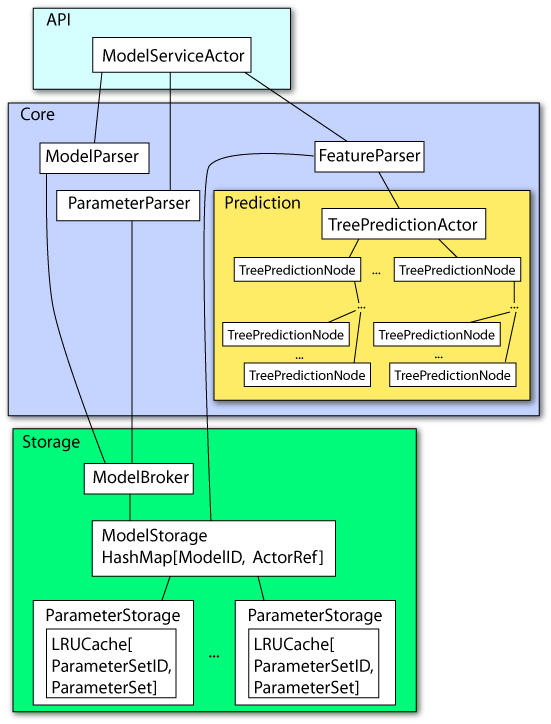 API
ModelServiceActor
Core
ModelParser
FeatureParser
ParameterParser
Prediction
TreePredictionActor
TreePredictionNode
...
TreePredictionNode
...
...
TreePredictionNode
TreePredictionNode
...
...
TreePredictionNode
TreePredictionNode
Storage
ModelBroker
ModelStorage
HashMap[ModelID, ActorRef]
ParameterStorage
LRUCache[
ParameterSetID,
ParameterSet]
...
ParameterStorage
LRUCache[
ParameterSetID,
ParameterSet]